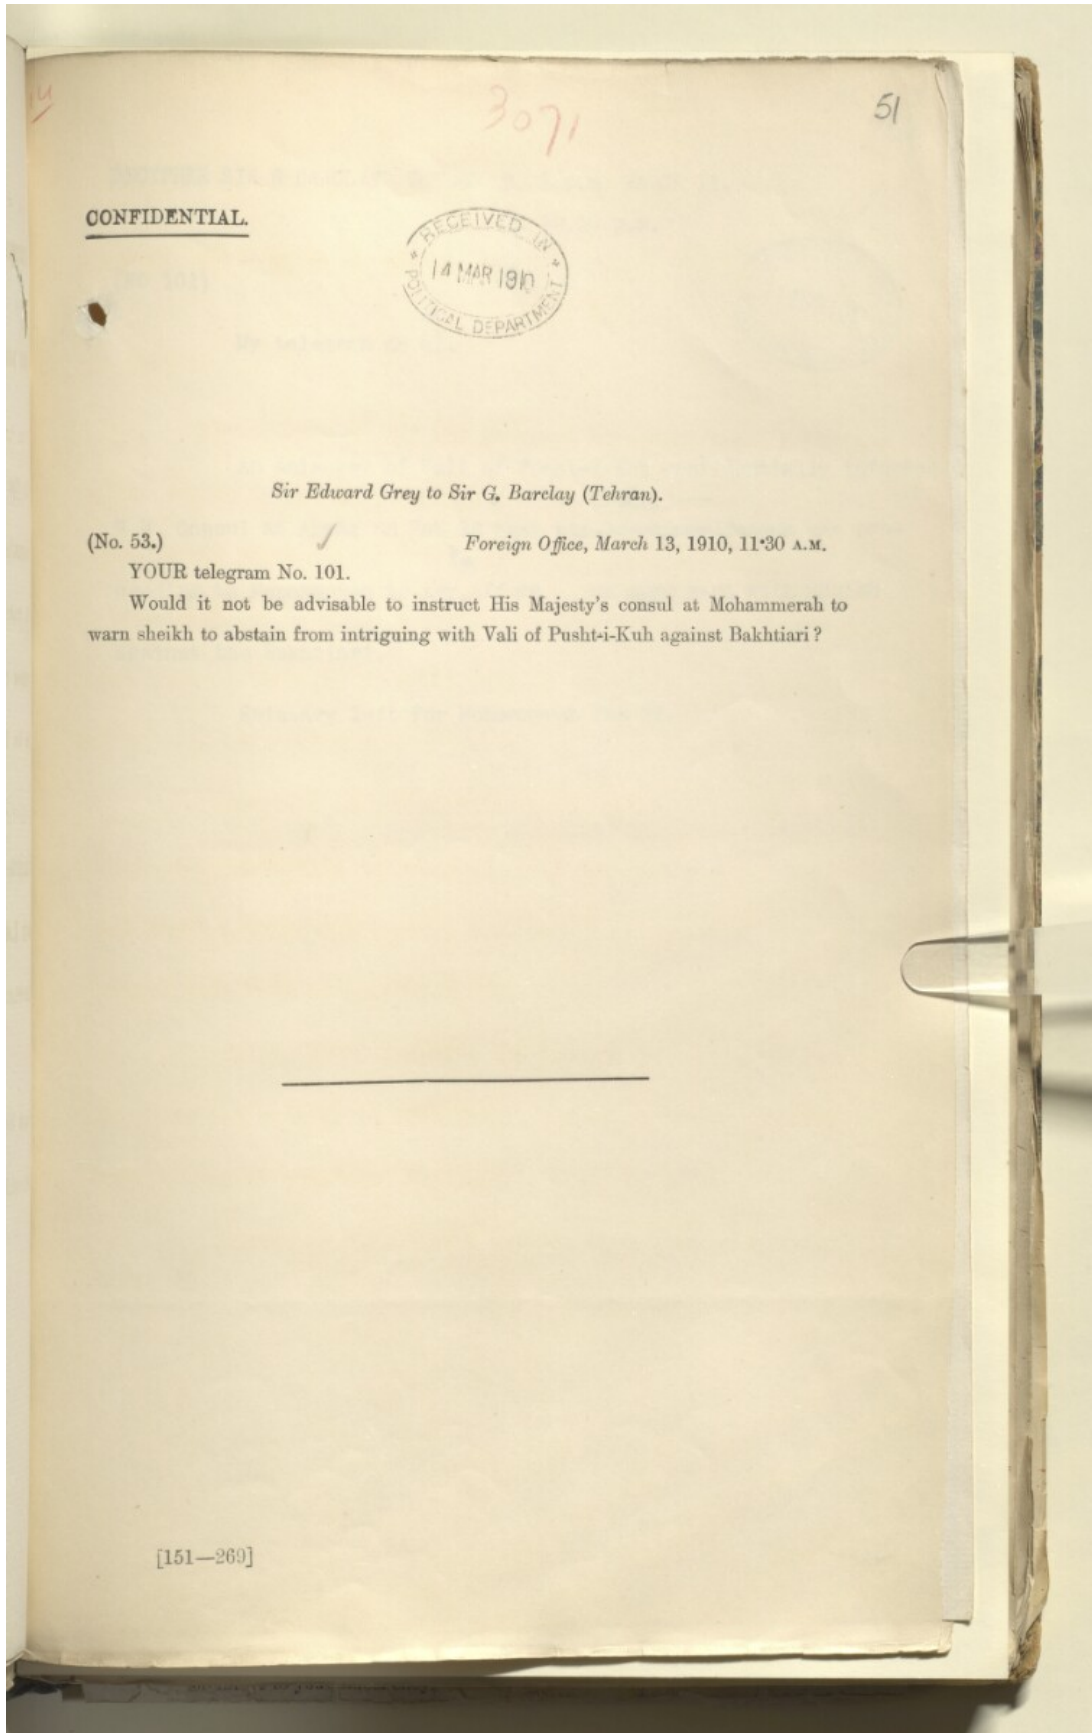 3071
51
CONFIDENTIAL.
RECEIVED IN
14 MAR 1910
POLITICAL DEPARTMENT
Sir Edward Grey to Sir G. Barclay (Tehran).
(No. 53.) Foreign Office, March 13, 1910, 11·30 A.M.
YOUR telegram No. 101.
Would it not be advisable to instruct His Majesty's consul at Mohammerah to
warn sheikh to abstain from intriguing with Vali of Pusht-i-Kuh against Bakhtiari?
[151—269]